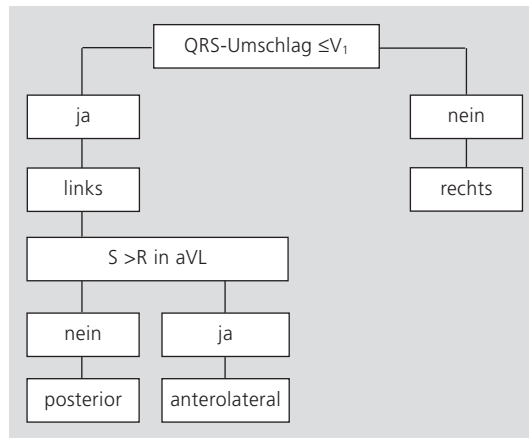 QRS-Umschlag ≤V₁
ja
nein
links
rechts
S >R in aVL
nein
ja
posterior
anterolateral